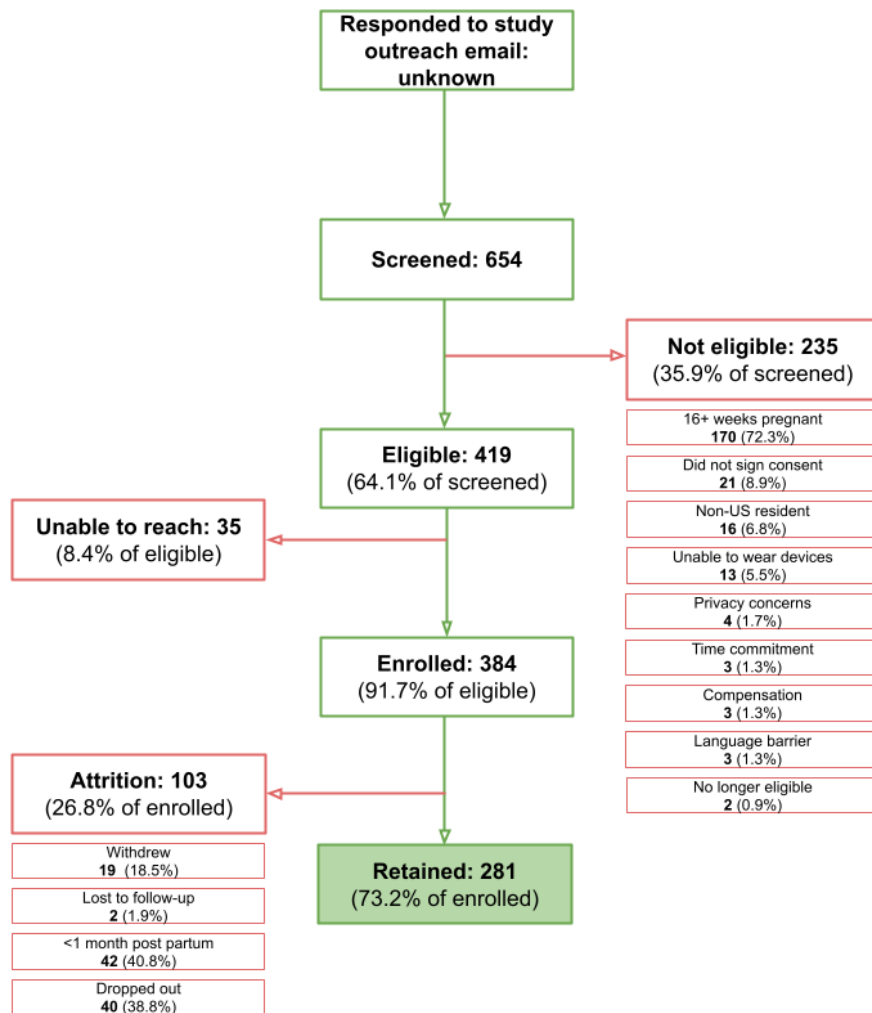 Responded to study
outreach email:
unknown
Screened: 654
Not eligible: 235
(35.9% of screened)
16+ weeks pregnant
170 (72.3%)
Did not sign consent
21 (8.9%)
Non-US resident
16 (6.8%)
Unable to wear devices
13 (5.5%)
Privacy concerns
4 (1.7%)
Time commitment
3 (1.3%)
Compensation
3 (1.3%)
Language barrier
3 (1.3%)
No longer eligible
2 (0.9%)
Eligible: 419
(64.1% of screened)
Unable to reach: 35
(8.4% of eligible)
Enrolled: 384
(91.7% of eligible)
Attrition: 103
(26.8% of enrolled)
Withdrew
19 (18.5%)
Lost to follow-up
2 (1.9%)
<1 month post partum
42 (40.8%)
Dropped out
40 (38.8%)
Retained: 281
(73.2% of enrolled)